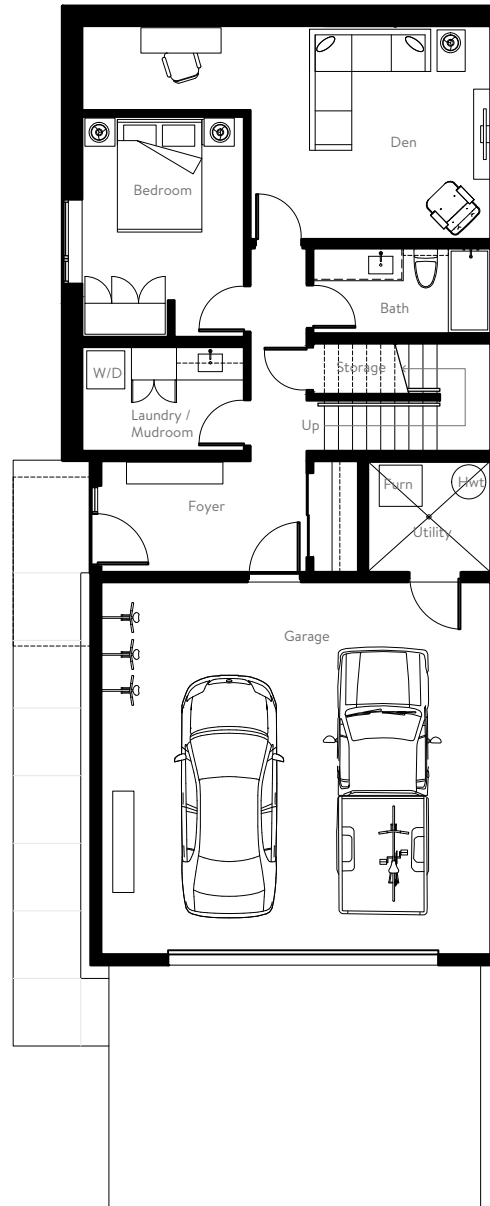 Den
Bedroom
Bath
Storage
W/D
Laundry /
Mudroom
Up
Furn
Hwt
Foyer
Utility
Garage